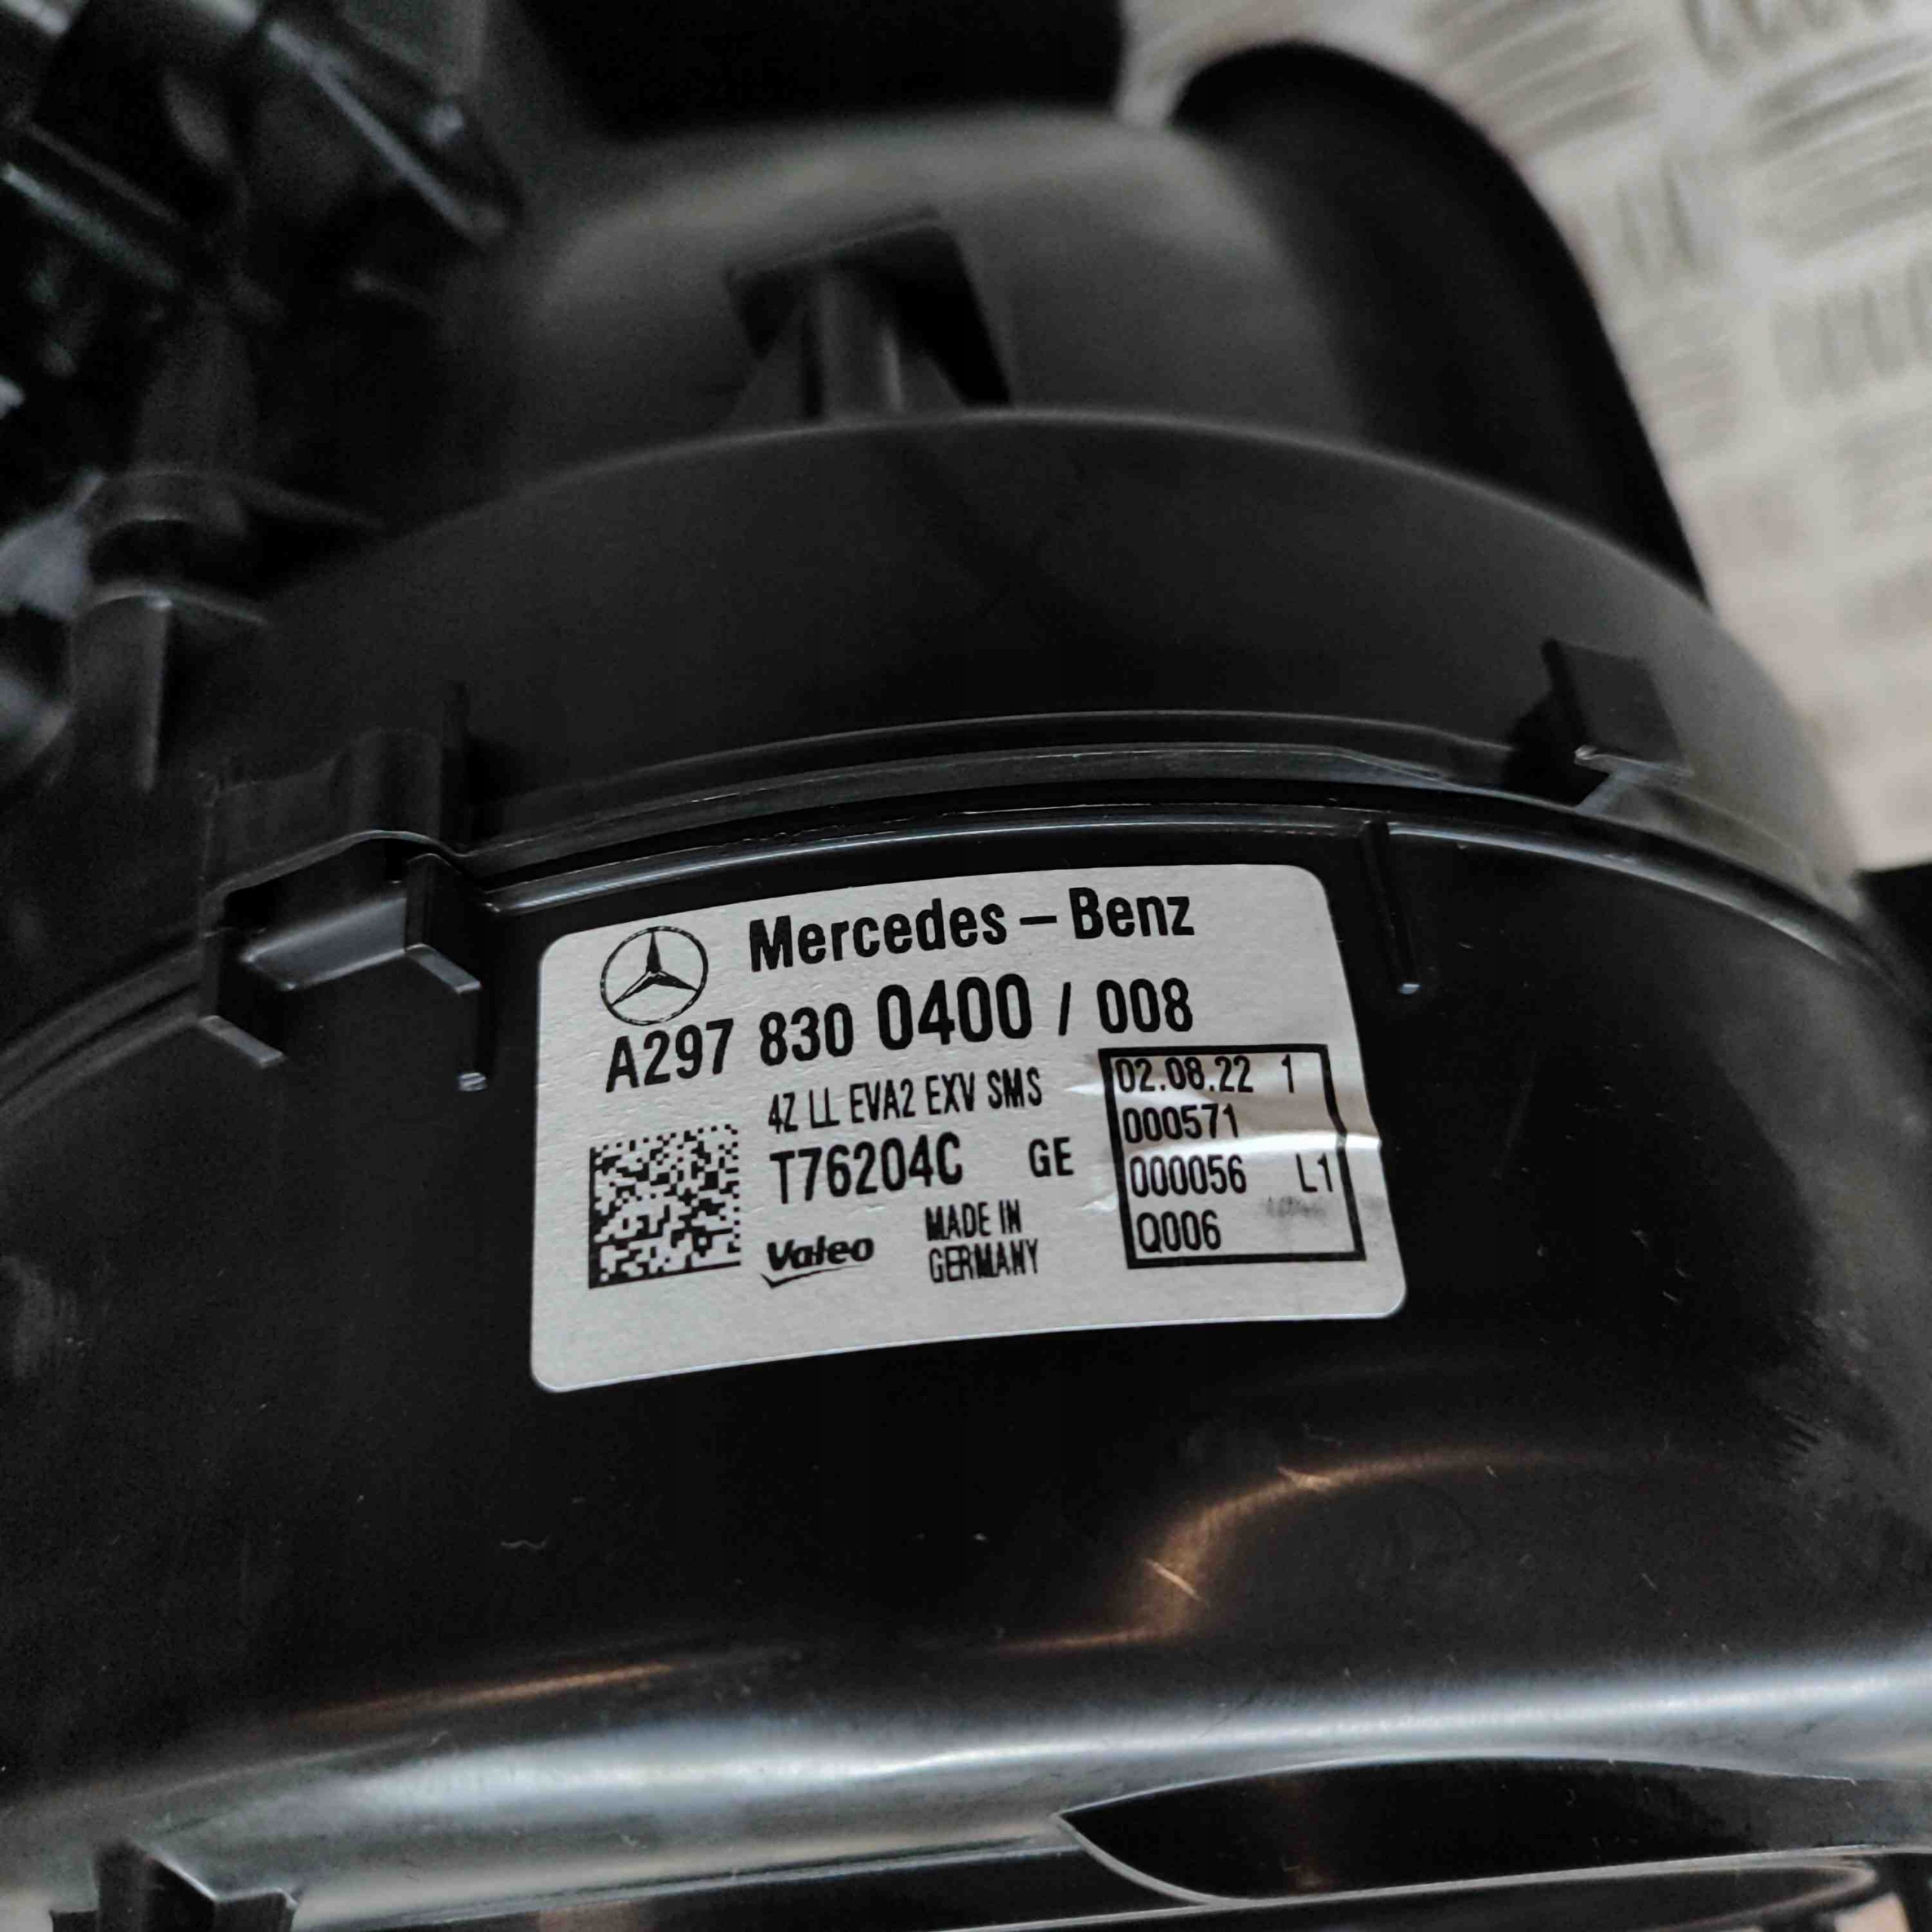 Mercedes-Benz
A297 830 0400 / 008
4Z LL EVA2 EXV SMS
T76204C GE
Valeo
MADE IN
GERMANY
02.08.22 1
000571
000056 L1
Q006